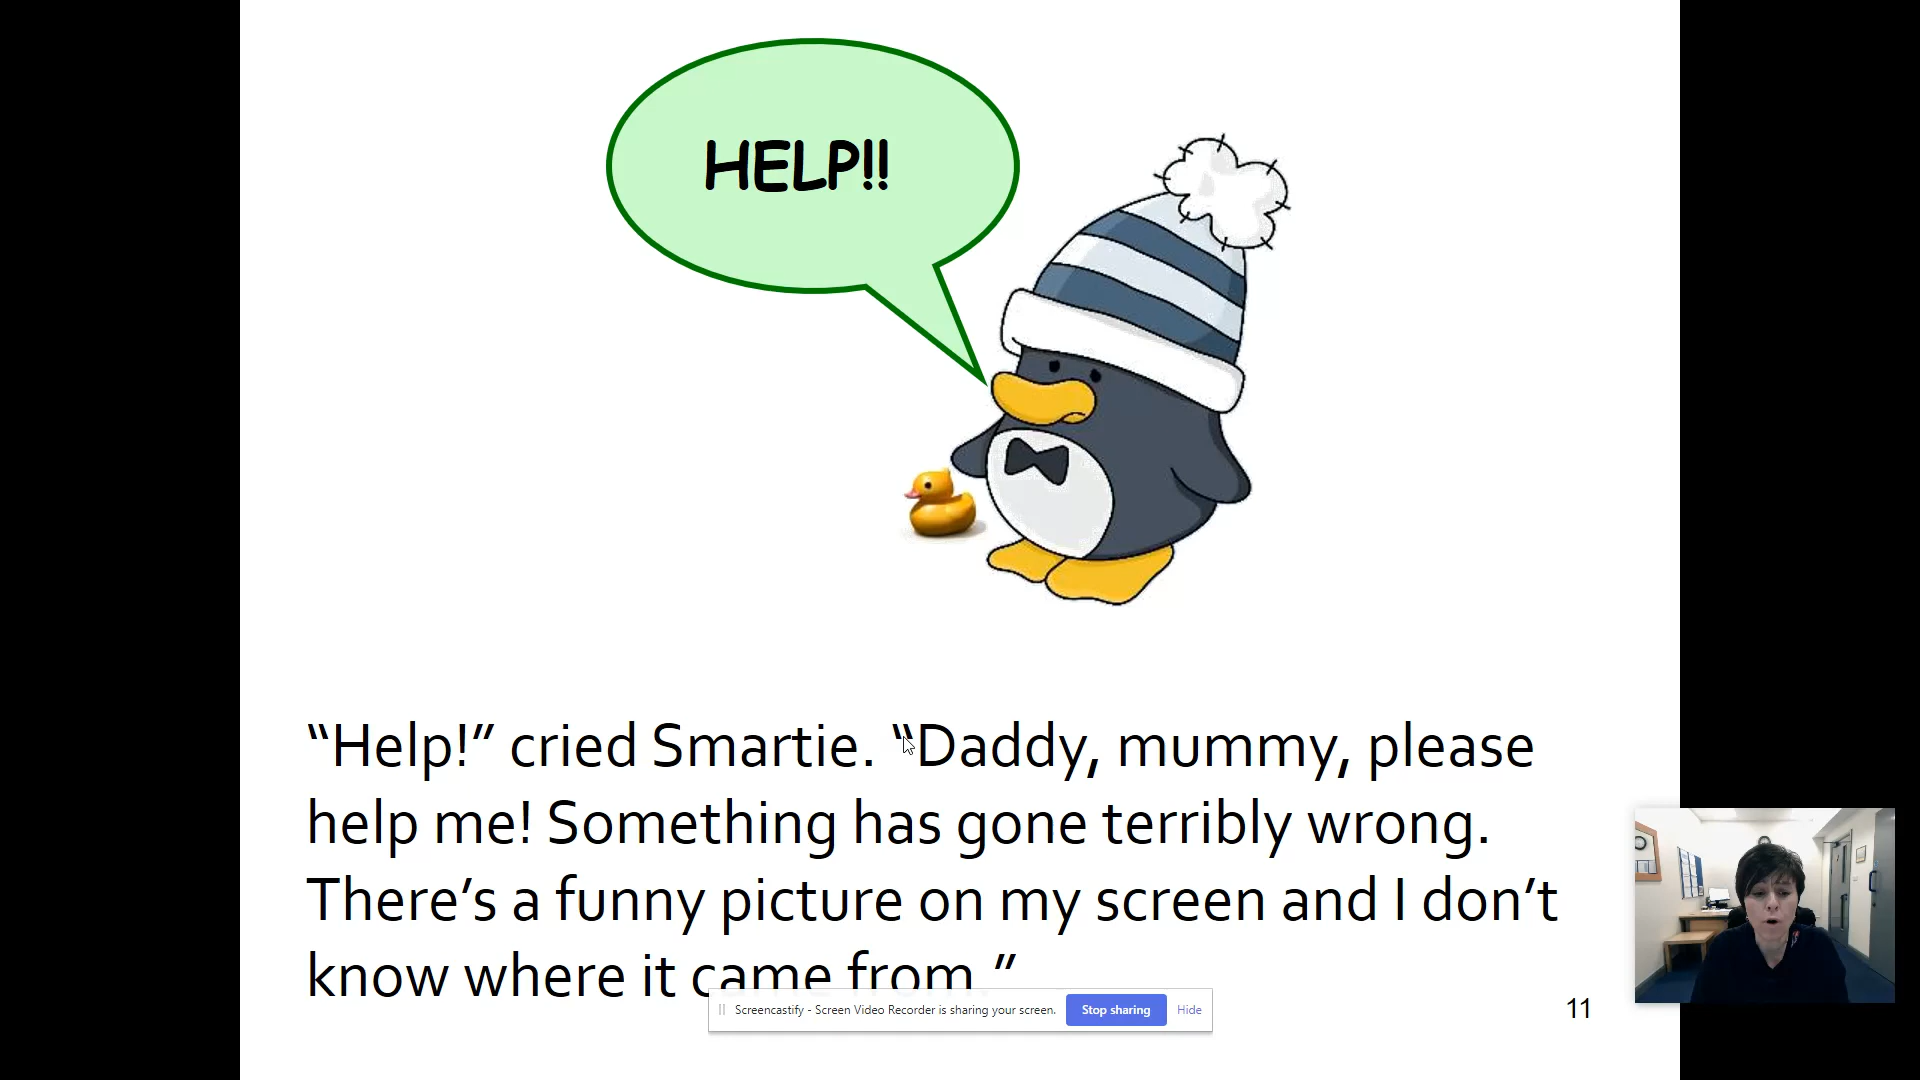 HELP!!
“Help!” cried Smartie. “Daddy, mummy, please
help me! Something has gone terribly wrong.
There’s a funny picture on my screen and I don’t
know where it came from.”
Screencastify - Screen Video Recorder is sharing your screen. Stop sharing Hide
11